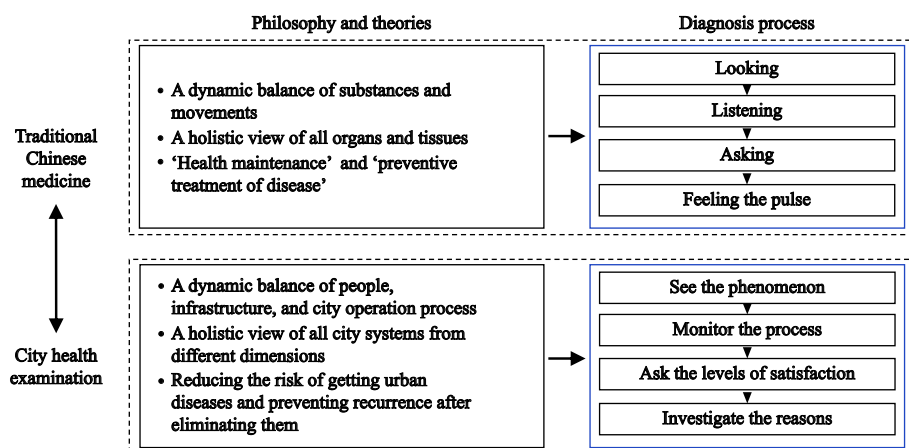 Philosophy and theories
Diagnosis process
Traditional
Chinese
medicine
• A dynamic balance of substances and
movements
• A holistic view of all organs and tissues
• ‘Health maintenance’ and ‘preventive
treatment of disease’
Looking
Listening
Asking
Feeling the pulse
City health
examination
• A dynamic balance of people,
infrastructure, and city operation process
• A holistic view of all city systems from
different dimensions
• Reducing the risk of getting urban
diseases and preventing recurrence after
eliminating them
See the phenomenon
Monitor the process
Ask the levels of satisfaction
Investigate the reasons